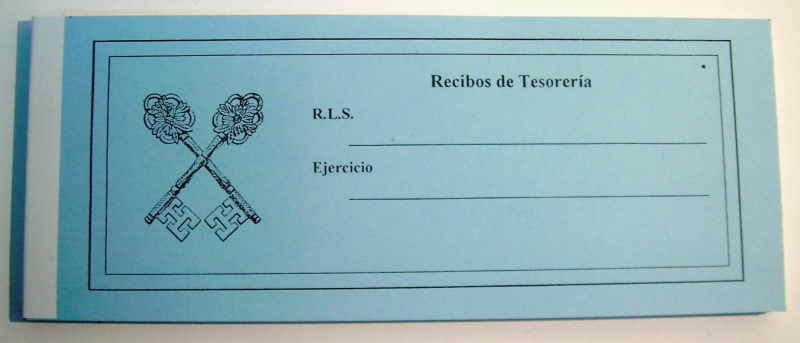 Recibos de Tesorería
R.L.S.
Ejercicio